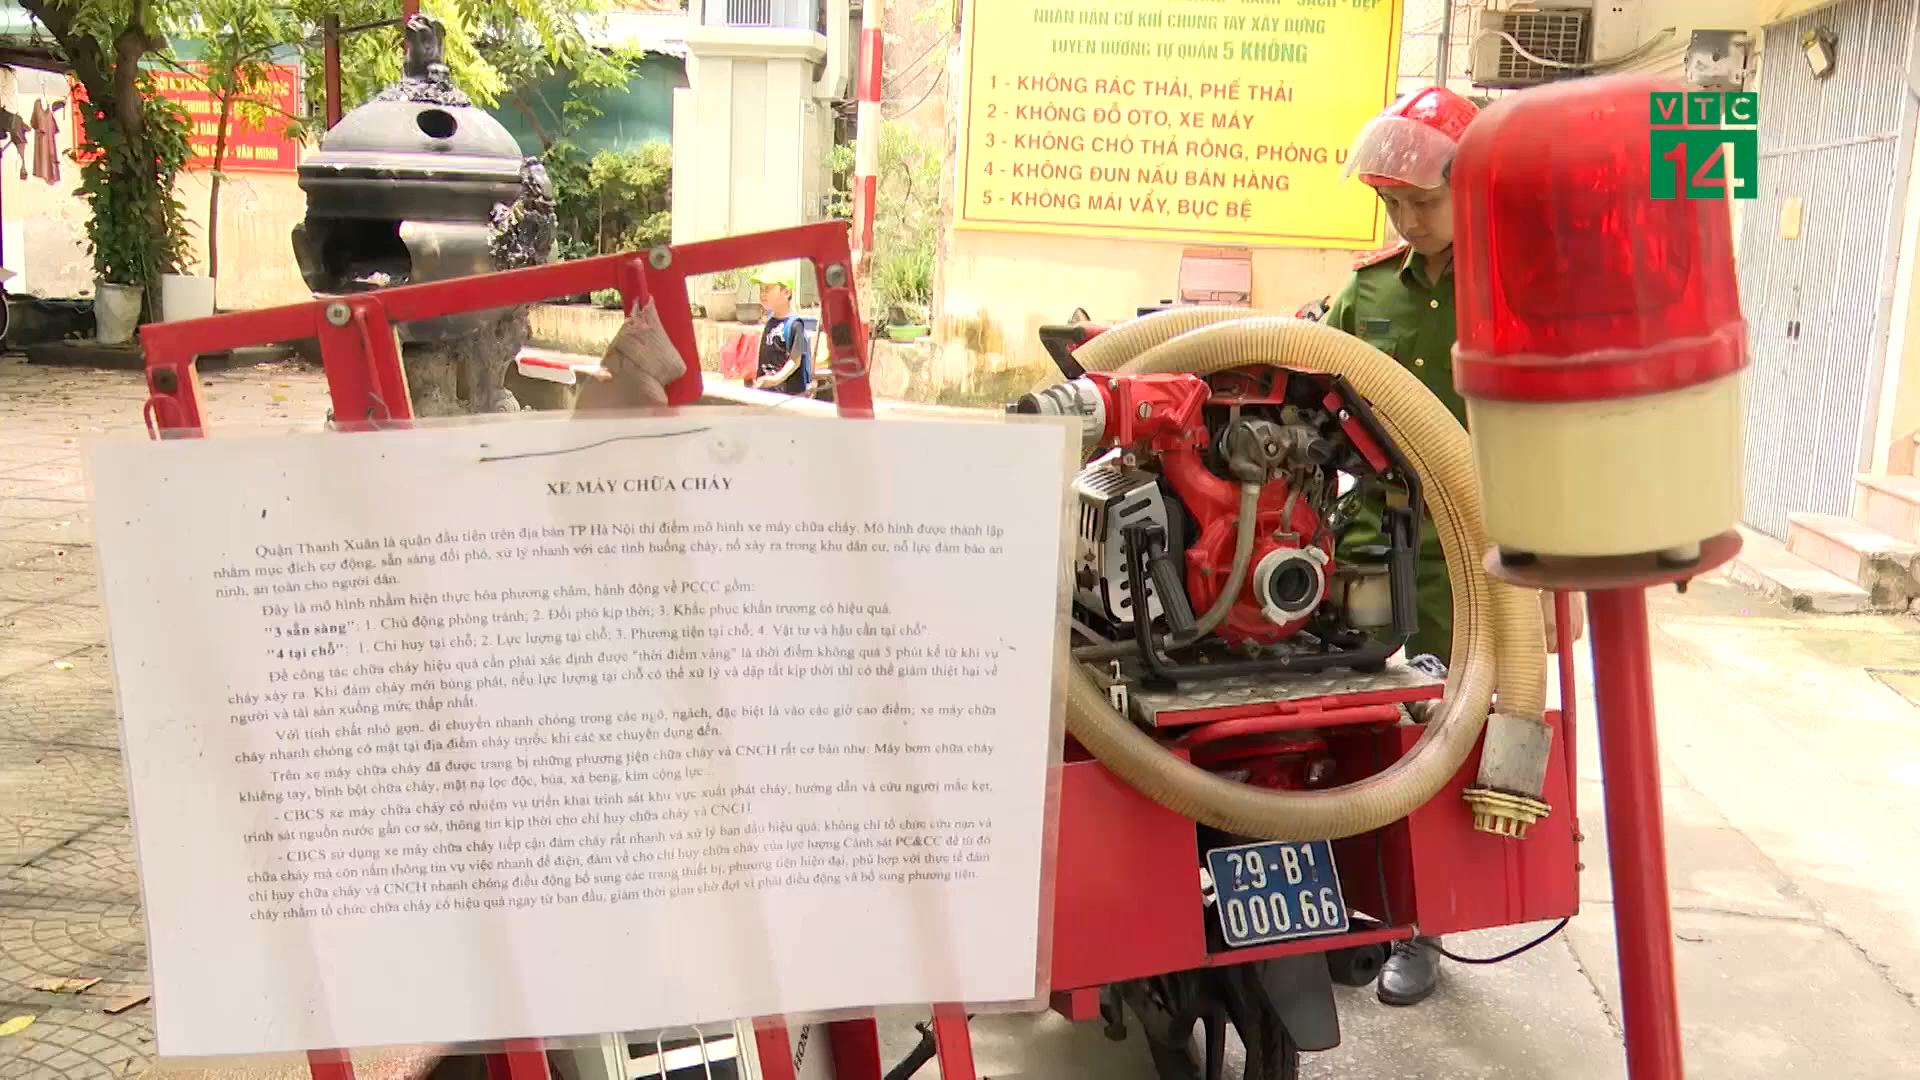 SẠCH - ĐẸP
NHÂN DÂN CƠ KHÍ CHUNG TAY XÂY DỰNG
TUYẾN ĐƯỜNG TỰ QUẢN 5 KHÔNG
1 - KHÔNG RÁC THẢI, PHẾ THẢI
2 - KHÔNG ĐỖ OTO, XE MÁY
3 - KHÔNG CHÓ THẢ RÔNG, PHÓNG U
4 - KHÔNG ĐUN NẤU BÁN HÀNG
5 - KHÔNG MÁI VẨY, BỤC BỆ
VTC
14
- VĂN MINH
XE MÁY CHỮA CHÁY
Quận Thanh Xuân là quận đầu tiên trên địa bàn TP Hà Nội thí điểm mô hình xe máy chữa cháy. Mô hình được thành lập
nhằm mục đích cơ động, sẵn sàng đối phó, xử lý nhanh với các tình huống cháy, nổ xảy ra trong khu dân cư, nỗ lực đảm bảo an
ninh, an toàn cho người dân.
Đây là mô hình nhằm hiện thực hóa phương châm, hành động về PCCC gồm:
"3 sẵn sàng": 1. Chủ động phòng tránh; 2. Đối phó kịp thời; 3. Khắc phục khẩn trương có hiệu quả.
"4 tại chỗ": 1. Chỉ huy tại chỗ; 2. Lực lượng tại chỗ; 3. Phương tiện tại chỗ; 4. Vật tư và hậu cần tại chỗ".
Để công tác chữa cháy hiệu quả cần phải xác định được "thời điểm vàng" là thời điểm không quá 5 phút kể từ khi vụ
cháy xảy ra. Khi đám cháy mới bùng phát, nếu lực lượng tại chỗ có thể xử lý và dập tắt kịp thời thì có thể giảm thiệt hại về
người và tài sản xuống mức thấp nhất.
Với tính chất nhỏ gọn, di chuyển nhanh chóng trong các ngõ, ngách, đặc biệt là vào các giờ cao điểm; xe máy chữa
cháy nhanh chóng có mặt tại địa điểm cháy trước khi các xe chuyên dụng đến.
Trên xe máy chữa cháy đã được trang bị những phương tiện chữa cháy và CNCH rất cơ bản như: Máy bơm chữa cháy
khiêng tay, bình bột chữa cháy, mặt nạ lọc độc, búa, xà beng, kìm cộng lực...
- CBCS xe máy chữa cháy có nhiệm vụ triển khai trinh sát khu vực xuất phát cháy, hướng dẫn và cứu người mắc kẹt,
trinh sát nguồn nước gần cơ sở, thông tin kịp thời cho chỉ huy chữa cháy và CNCH
- CBCS sử dụng xe máy chữa cháy tiếp cận đám cháy rất nhanh và xử lý ban đầu hiệu quả; không chỉ tổ chức cứu nạn và
chữa cháy mà còn nắm thông tin vụ việc nhanh để điện, đàm về cho chỉ huy chữa cháy của lực lượng Cảnh sát PC&CC để từ đó
chỉ huy chữa cháy và CNCH nhanh chóng điều động bổ sung các trang thiết bị, phương tiện hiện đại, phù hợp với thực tế đám
cháy nhằm tổ chức chữa cháy có hiệu quả ngay từ ban đầu, giảm thời gian chờ đợi vì phải điều động và bổ sung phương tiện.
29-B1
000.66
HONDA